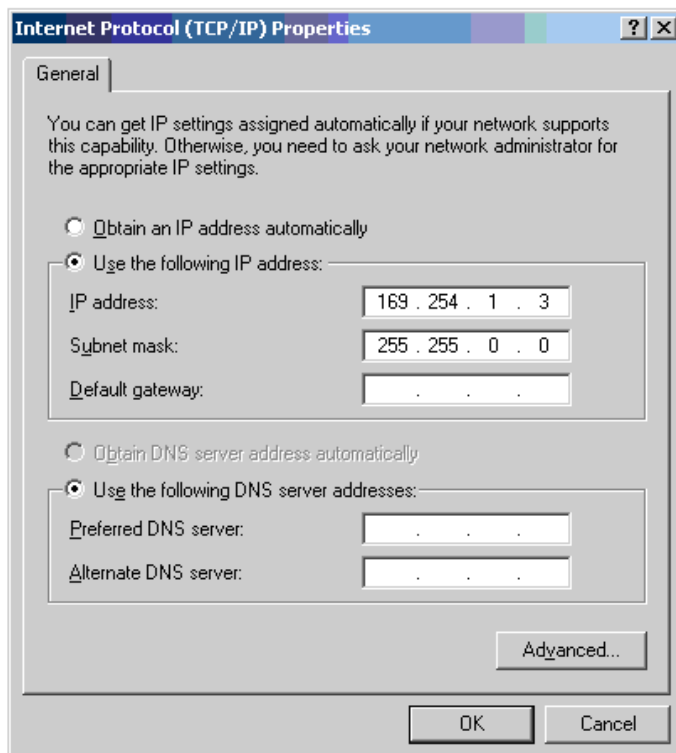 Internet Protocol (TCP/IP) Properties
General
You can get IP settings assigned automatically if your network supports
this capability. Otherwise, you need to ask your network administrator for
the appropriate IP settings.
Obtain an IP address automatically
Use the following IP address:
IP address: 169 . 254 . 1 . 3
Subnet mask: 255 . 255 . 0 . 0
Default gateway: . . .
Obtain DNS server address automatically
Use the following DNS server addresses:
Preferred DNS server: . . .
Alternate DNS server: . . .
Advanced...
OK Cancel